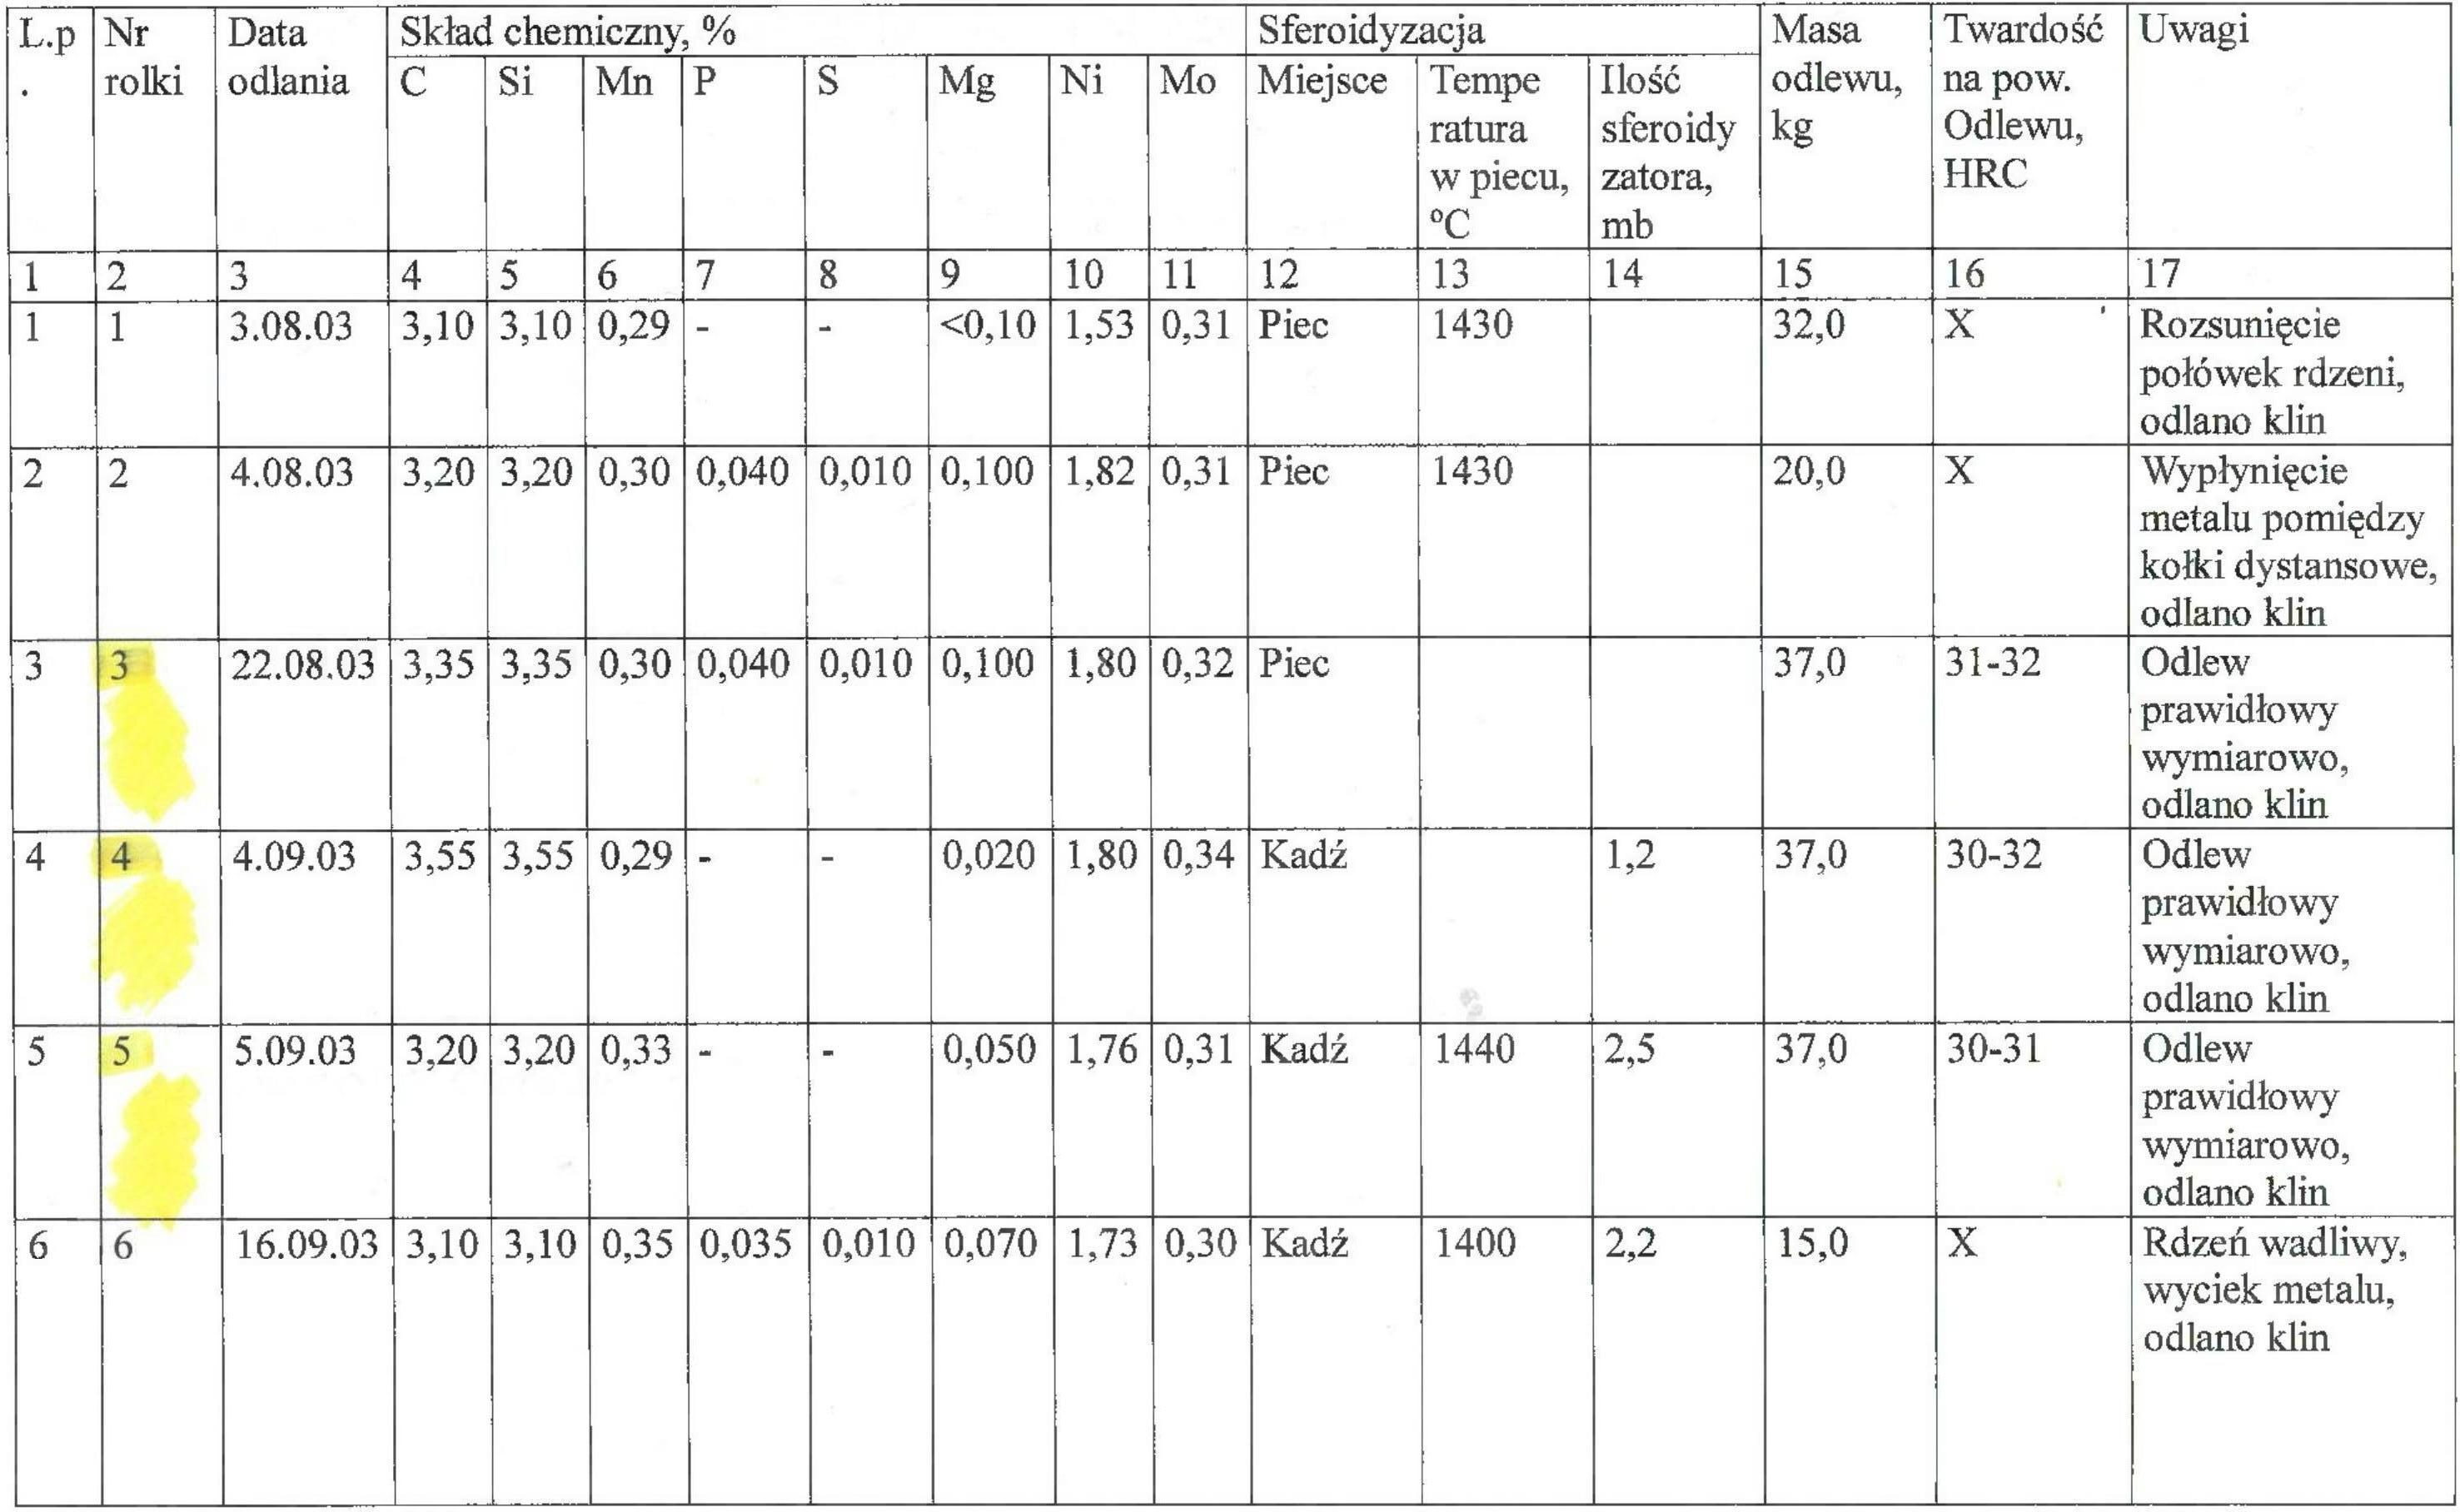 L.p Nr Data Skład chemiczny, % Sferoidyzacja Masa Twardość Uwagi
. rolki odlania C Si Mn P S Mg Ni Mo Miejsce Tempe Ilość odlewu, na pow.
ratura sferoidy kg Odlewu,
w piecu, zatora, HRC
ºC mb
1 2 3 4 5 6 7 8 9 10 11 12 13 14 15 16 17
1 1 3.08.03 3,10 3,10 0,29 - - <0,10 1,53 0,31 Piec 1430 32,0 X Rozsunięcie
połówek rdzeni,
odlano klin
2 2 4.08.03 3,20 3,20 0,30 0,040 0,010 0,100 1,82 0,31 Piec 1430 20,0 X Wypłynięcie
metalu pomiędzy
kołki dystansowe,
odlano klin
3 3 22.08.03 3,35 3,35 0,30 0,040 0,010 0,100 1,80 0,32 Piec 37,0 31-32 Odlew
prawidłowy
wymiarowo,
odlano klin
4 4 4.09.03 3,55 3,55 0,29 - - 0,020 1,80 0,34 Kadź 1,2 37,0 30-32 Odlew
prawidłowy
wymiarowo,
odlano klin
5 5 5.09.03 3,20 3,20 0,33 - - 0,050 1,76 0,31 Kadź 1440 2,5 37,0 30-31 Odlew
prawidłowy
wymiarowo,
odlano klin
6 6 16.09.03 3,10 3,10 0,35 0,035 0,010 0,070 1,73 0,30 Kadź 1400 2,2 15,0 X Rdzeń wadliwy,
wyciek metalu,
odlano klin